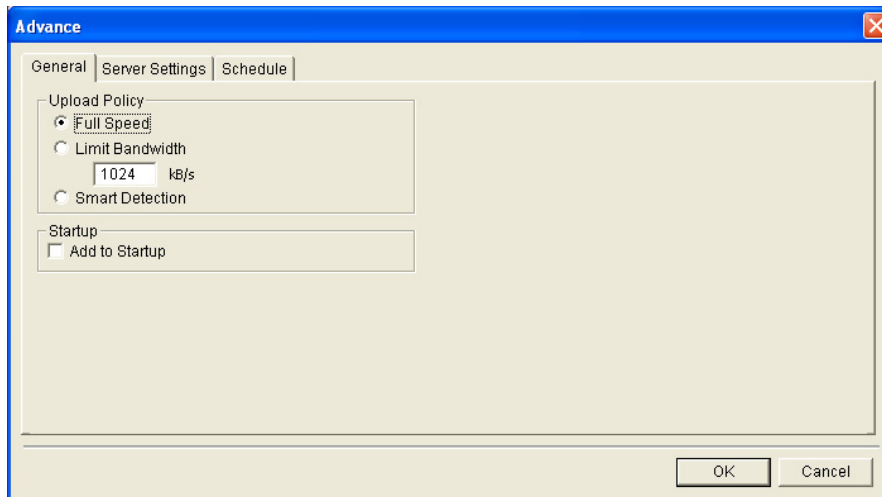 Advance
General Server Settings Schedule
Upload Policy
Full Speed
Limit Bandwidth
1024 kB/s
Smart Detection
Startup
Add to Startup
OK Cancel